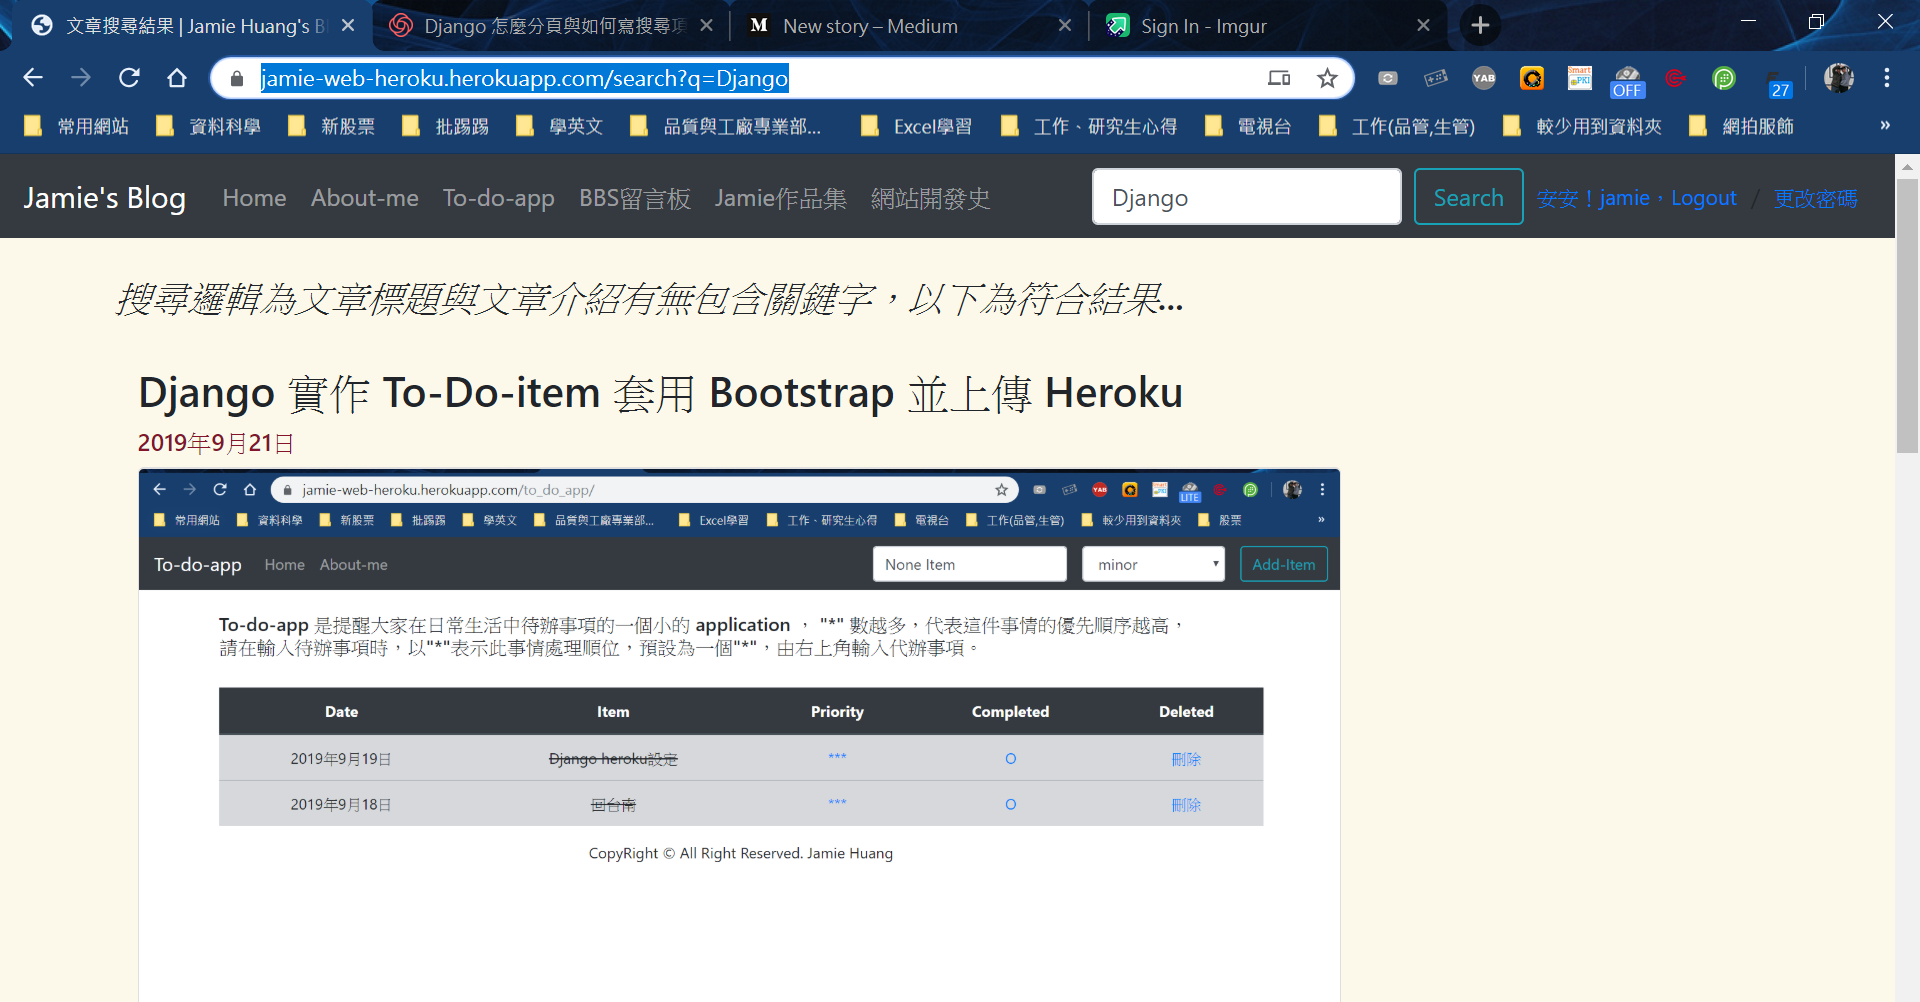 文章搜尋結果 | Jamie Huang's B
Django 怎麼分頁與如何寫搜尋項
M New story – Medium
Sign In - Imgur
jamie-web-heroku.herokuapp.com/search?q=Django
YAB
Smart ePKI
OFF
27
常用網站 資料科學 新股票 批踢踢 學英文 品質與工廠專業部... Excel學習 工作、研究生心得 電視台 工作(品管,生管) 較少用到資料夾 網拍服飾 »
Jamie's Blog Home About-me To-do-app BBS留言板 Jamie作品集 網站開發史 Django Search 安安！jamie，Logout / 更改密碼
搜尋邏輯為文章標題與文章介紹有無包含關鍵字，以下為符合結果...
Django 實作 To-Do-item 套用 Bootstrap 並上傳 Heroku
2019年9月21日
jamie-web-heroku.herokuapp.com/to_do_app/
YAB
LITE
常用網站 資料科學 新股票 批踢踢 學英文 品質與工廠專業部... Excel學習 工作、研究生心得 電視台 工作(品管,生管) 較少用到資料夾 股票 »
To-do-app Home About-me None Item minor Add-Item
To-do-app 是提醒大家在日常生活中待辦事項的一個小的 application ， "*" 數越多，代表這件事情的優先順序越高，
請在輸入待辦事項時，以"*"表示此事情處理順位，預設為一個"*"，由右上角輸入代辦事項。
Date Item Priority Completed Deleted
2019年9月19日 Django heroku設定 *** O 刪除
2019年9月18日 回台南 *** O 刪除
CopyRight © All Right Reserved. Jamie Huang